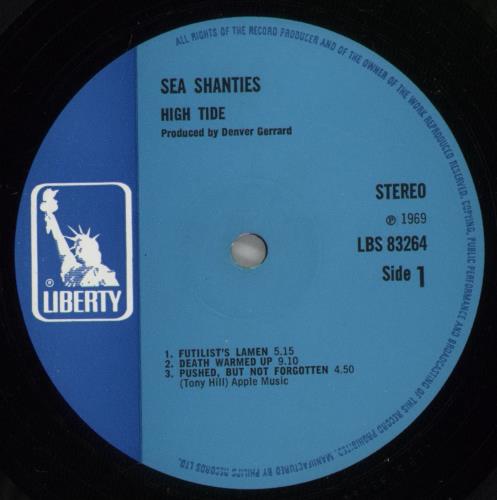 ALL RIGHTS OF THE RECORD PRODUCER AND OF THE OWNER OF THE WORK REPRODUCED RESERVED. COPYING, PUBLIC PERFORMANCE AND BROADCASTING OF THIS RECORD PROHIBITED. MANUFACTURED BY PHILIPS RECORDS LTD.
SEA SHANTIES
HIGH TIDE
Produced by Denver Gerrard
STEREO
℗ 1969
LBS 83264
Side 1
® LIBERTY
1. FUTILIST'S LAMEN 5.15
2. DEATH WARMED UP 9.10
3. PUSHED, BUT NOT FORGOTTEN 4.50
(Tony Hill) Apple Music